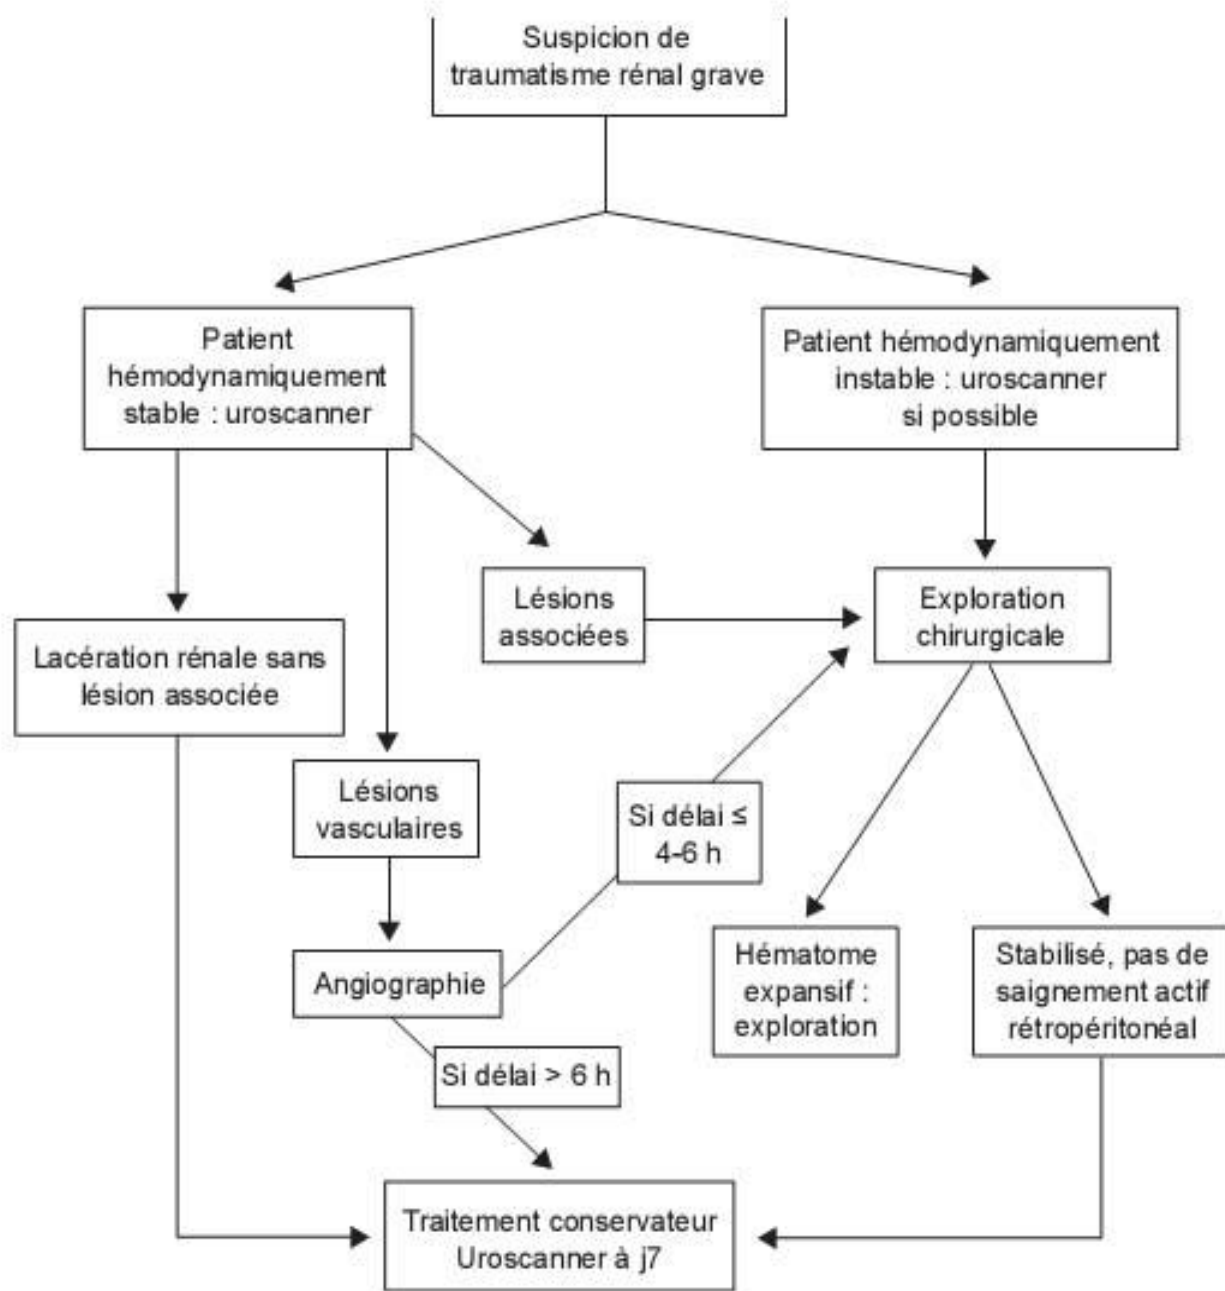 Suspicion de
traumatisme rénal grave
Patient
hémodynamiquement
stable : uroscanner
Patient hémodynamiquement
instable : uroscanner
si possible
Lésions
associées
Exploration
chirurgicale
Lacération rénale sans
lésion associée
Lésions
vasculaires
Si délai ≤
4-6 h
Angiographie
Hématome
expansif :
exploration
Stabilisé, pas de
saignement actif
rétropéritonéal
Si délai > 6 h
Traitement conservateur
Uroscanner à j7